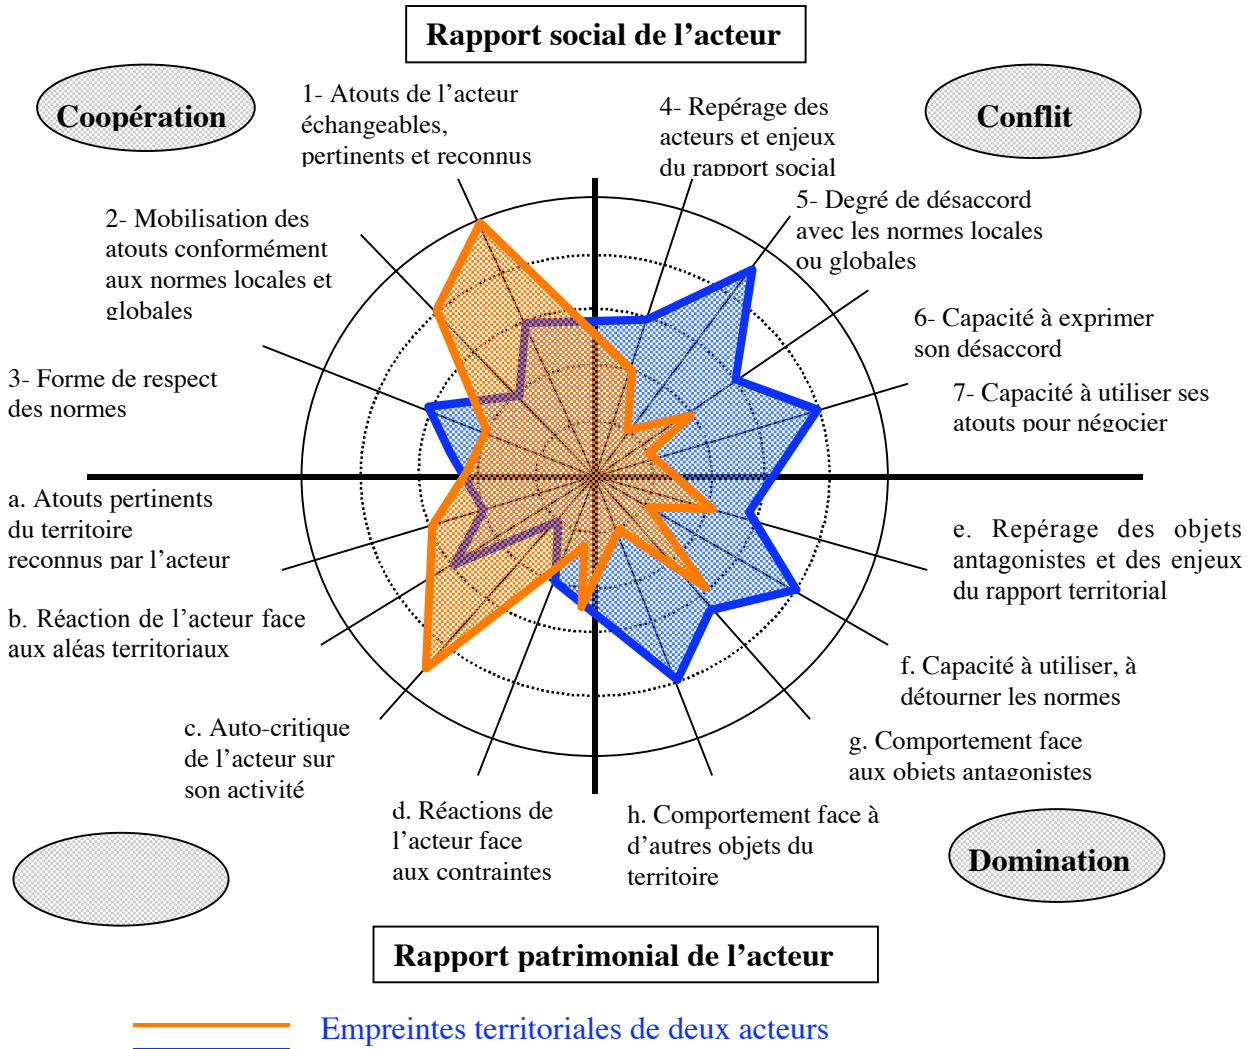 Rapport social de l’acteur
Coopération
Conflit
1- Atouts de l’acteur
échangeables,
pertinents et reconnus
4- Repérage des
acteurs et enjeux
du rapport social
2- Mobilisation des
atouts conformément
aux normes locales et
globales
5- Degré de désaccord
avec les normes locales
ou globales
6- Capacité à exprimer
son désaccord
3- Forme de respect
des normes
7- Capacité à utiliser ses
atouts pour négocier
a. Atouts pertinents
du territoire
reconnus par l’acteur
e. Repérage des objets
antagonistes et des enjeux
du rapport territorial
b. Réaction de l’acteur face
aux aléas territoriaux
f. Capacité à utiliser, à
détourner les normes
c. Auto-critique
de l’acteur sur
son activité
g. Comportement face
aux objets antagonistes
d. Réactions de
l’acteur face
aux contraintes
h. Comportement face à
d’autres objets du
territoire
Domination
Rapport patrimonial de l’acteur
Empreintes territoriales de deux acteurs